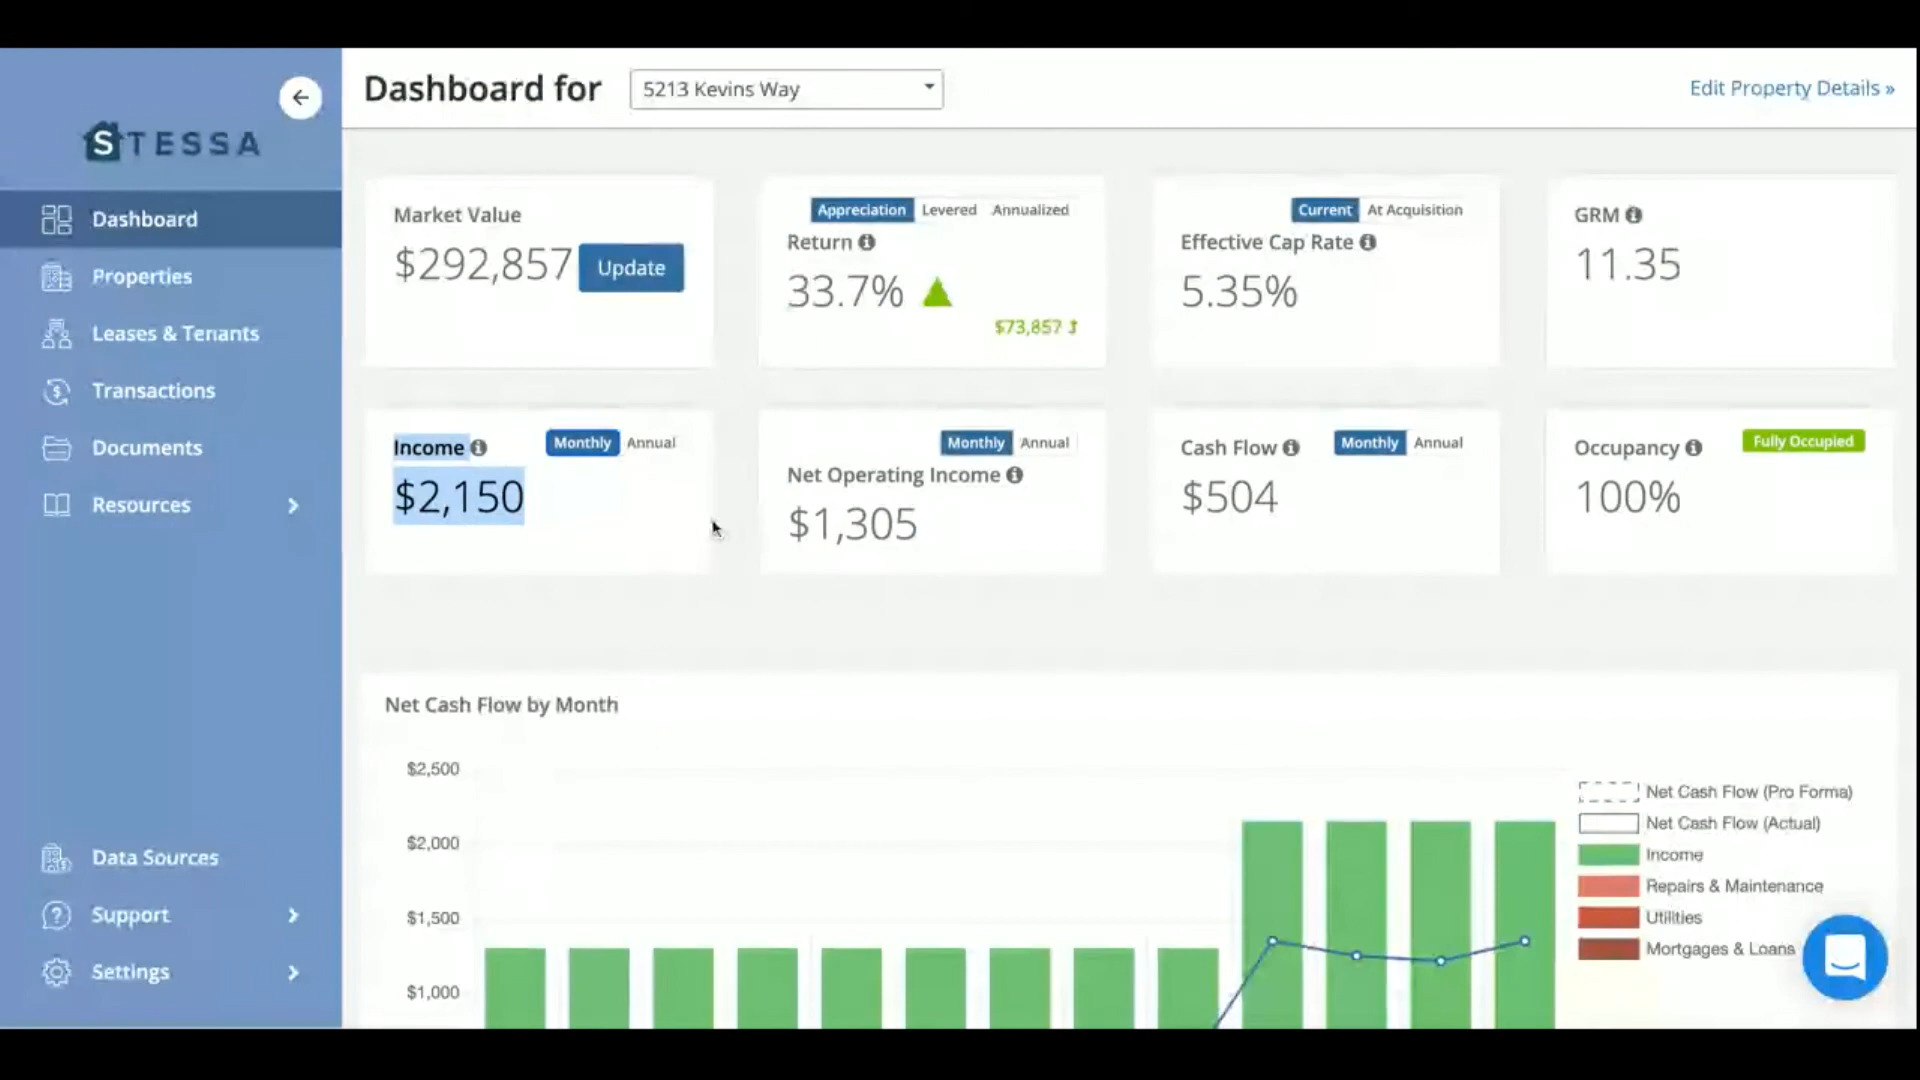 STESSA
Dashboard
Properties
Leases & Tenants
Transactions
Documents
Resources
Data Sources
Support
Settings
Dashboard for
5213 Kevins Way
Edit Property Details »
Market Value
$292,857
Update
Appreciation Levered Annualized
Return
33.7%
$73,857
Current At Acquisition
Effective Cap Rate
5.35%
GRM
11.35
Income
Monthly Annual
$2,150
Monthly Annual
Net Operating Income
$1,305
Cash Flow
Monthly Annual
$504
Occupancy
Fully Occupied
100%
Net Cash Flow by Month
$2,500
$2,000
$1,500
$1,000
Net Cash Flow (Pro Forma)
Net Cash Flow (Actual)
Income
Repairs & Maintenance
Utilities
Mortgages & Loans